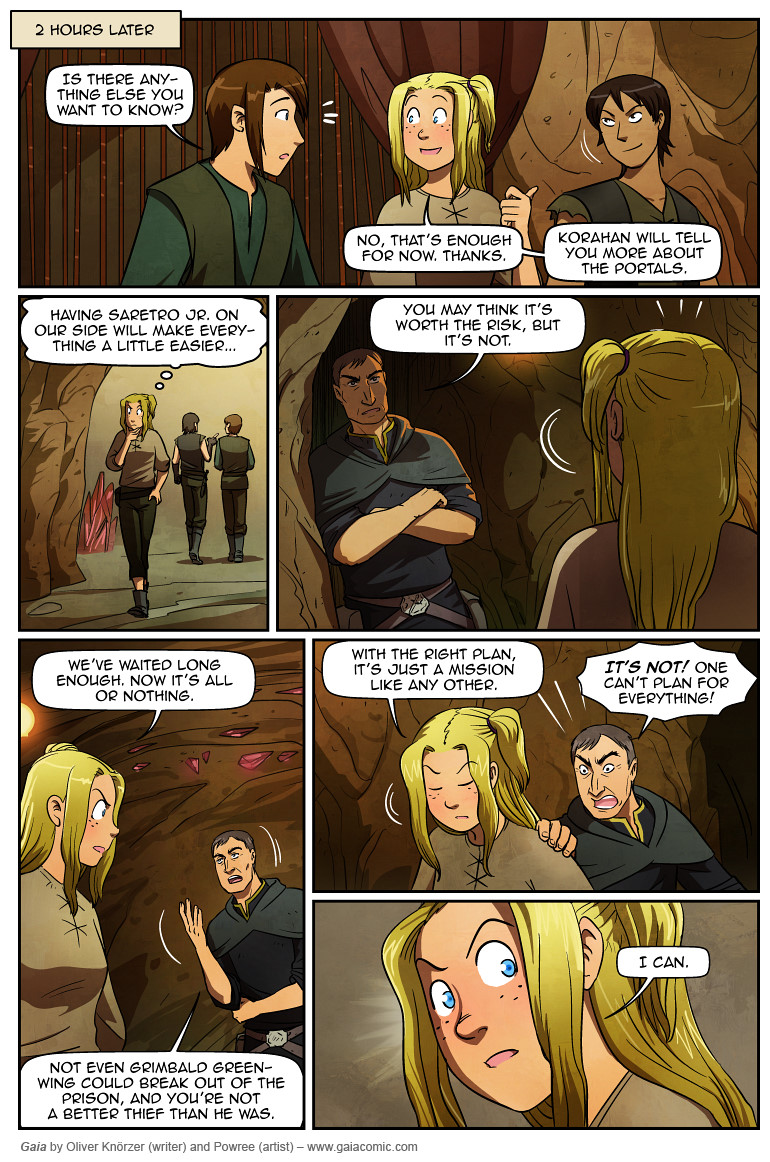 2 HOURS LATER
IS THERE ANY-
THING ELSE YOU
WANT TO KNOW?
NO, THAT'S ENOUGH
FOR NOW. THANKS.
KORAHAN WILL TELL
YOU MORE ABOUT
THE PORTALS.
HAVING SARETRO JR. ON
OUR SIDE WILL MAKE EVERY-
THING A LITTLE EASIER...
YOU MAY THINK IT'S
WORTH THE RISK, BUT
IT'S NOT.
WE'VE WAITED LONG
ENOUGH. NOW IT'S ALL
OR NOTHING.
NOT EVEN GRIMBALD GREEN-
WING COULD BREAK OUT OF THE
PRISON, AND YOU'RE NOT
A BETTER THIEF THAN HE WAS.
WITH THE RIGHT PLAN,
IT'S JUST A MISSION
LIKE ANY OTHER.
IT'S NOT! ONE
CAN'T PLAN FOR
EVERYTHING!
I CAN.
Gaia by Oliver Knörzer (writer) and Powree (artist) – www.gaiacomic.com